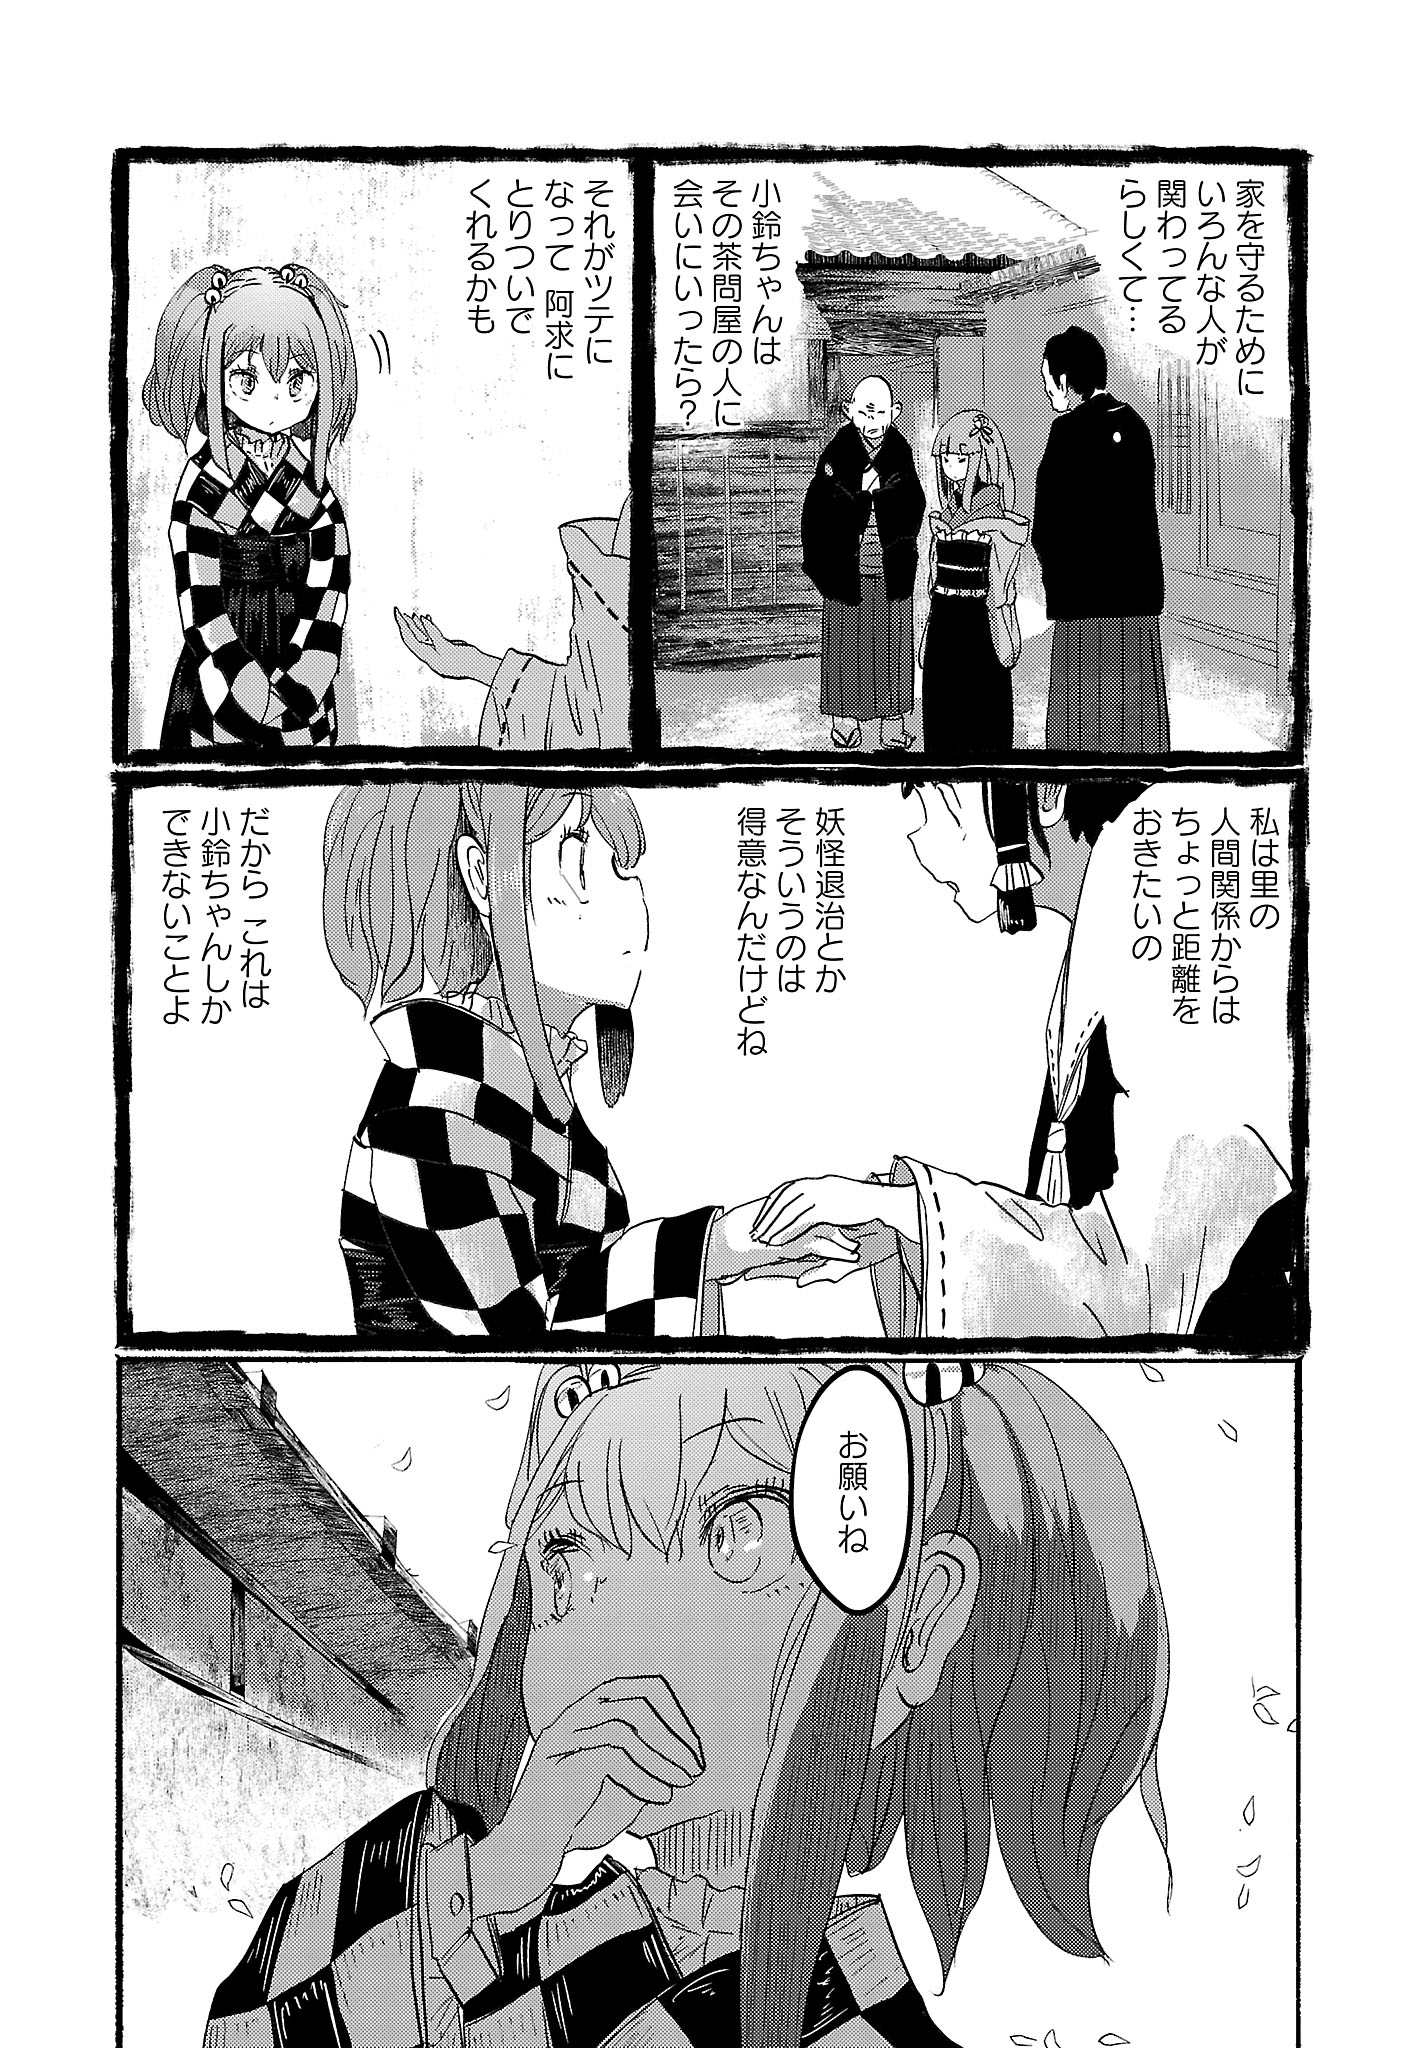 家を守るために
いろんな人が
関わってる
らしくて…
小鈴ちゃんは
その茶問屋の人に
会いにいったら?
それがツテに
なって 阿求に
とりついで
くれるかも
私は里の
人間関係からは
ちょっと距離を
おきたいの
妖怪退治とか
そういうのは
得意なんだけどね
だから これは
小鈴ちゃんしか
できないことよ
お願いね